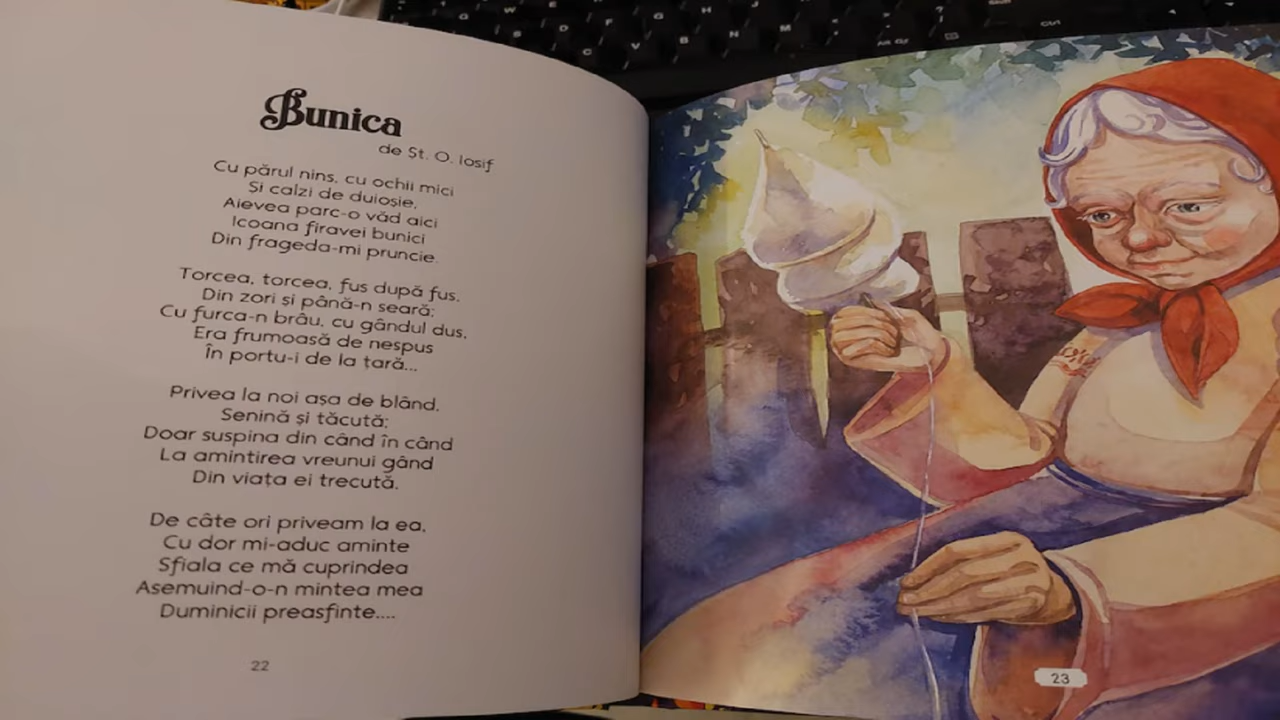 Bunica
de Șt. O. Iosif
Cu părul nins, cu ochii mici
Și calzi de duioșie,
Aievea parc-o văd aici
Icoana firavei bunici
Din frageda-mi pruncie.
Torcea, torcea, fus după fus,
Din zori și până-n seară;
Cu furca-n brâu, cu gândul dus,
Era frumoasă de nespus
În portu-i de la țară...
Privea la noi așa de blând,
Senină și tăcută;
Doar suspina din când în când
La amintirea vreunui gând
Din viața ei trecută.
De câte ori priveam la ea,
Cu dor mi-aduc aminte
Sfiala ce mă cuprindea
Asemuind-o-n mintea mea
Duminicii preasfinte....
22
23